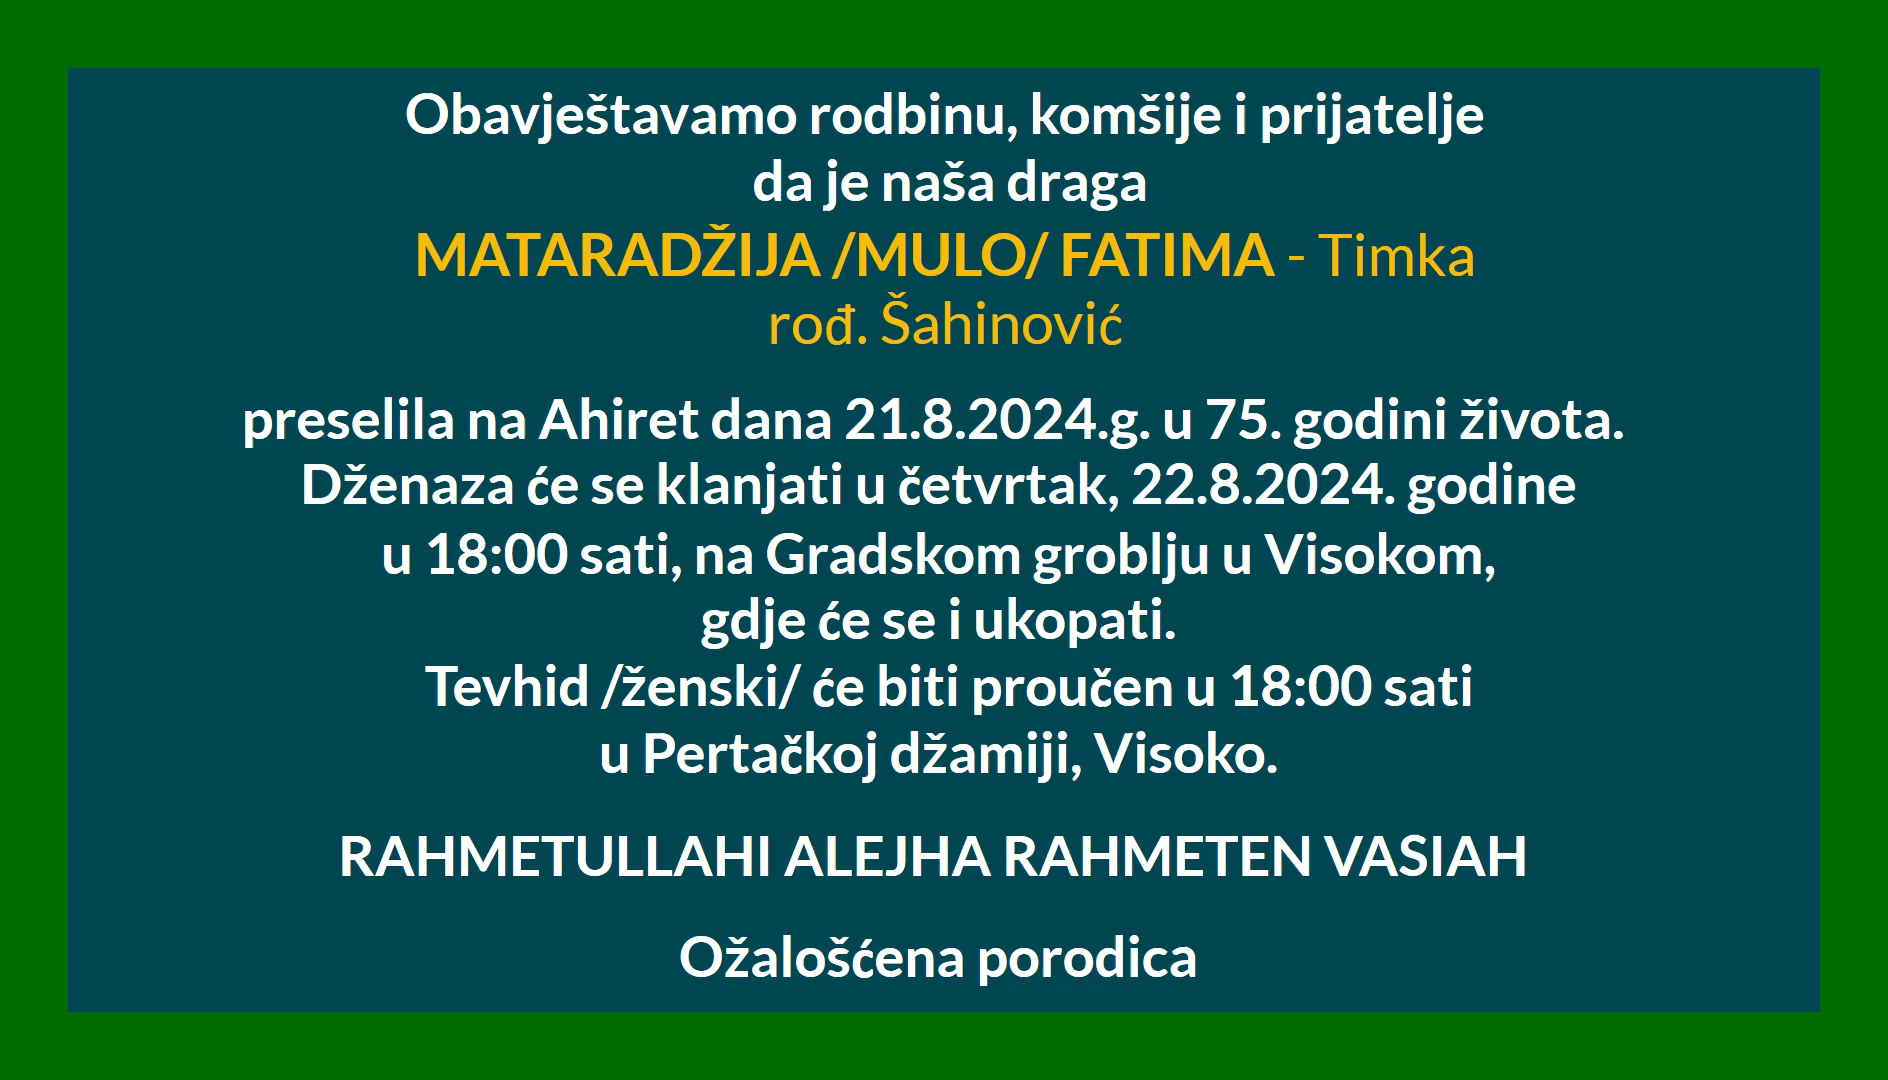 Obavještavamo rodbinu, komšije i prijatelje
da je naša draga
MATARADŽIJA /MULO/ FATIMA - Timka
rođ. Šahinović
preselila na Ahiret dana 21.8.2024.g. u 75. godini života.
Dženaza će se klanjati u četvrtak, 22.8.2024. godine
u 18:00 sati, na Gradskom groblju u Visokom,
gdje će se i ukopati.
Tevhid /ženski/ će biti proučen u 18:00 sati
u Pertačkoj džamiji, Visoko.
RAHMETULLAHI ALEJHA RAHMETEN VASIAH
Ožalošćena porodica